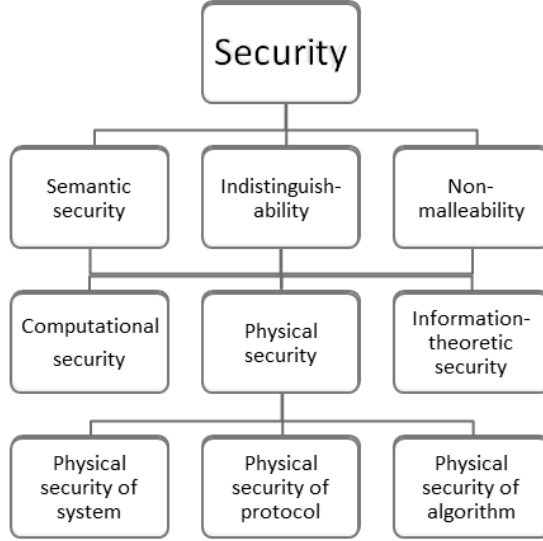 Security
Semantic
security
Indistinguish-
ability
Non-
malleability
Computational
security
Physical
security
Information-
theoretic
security
Physical
security of
system
Physical
security of
protocol
Physical
security of
algorithm